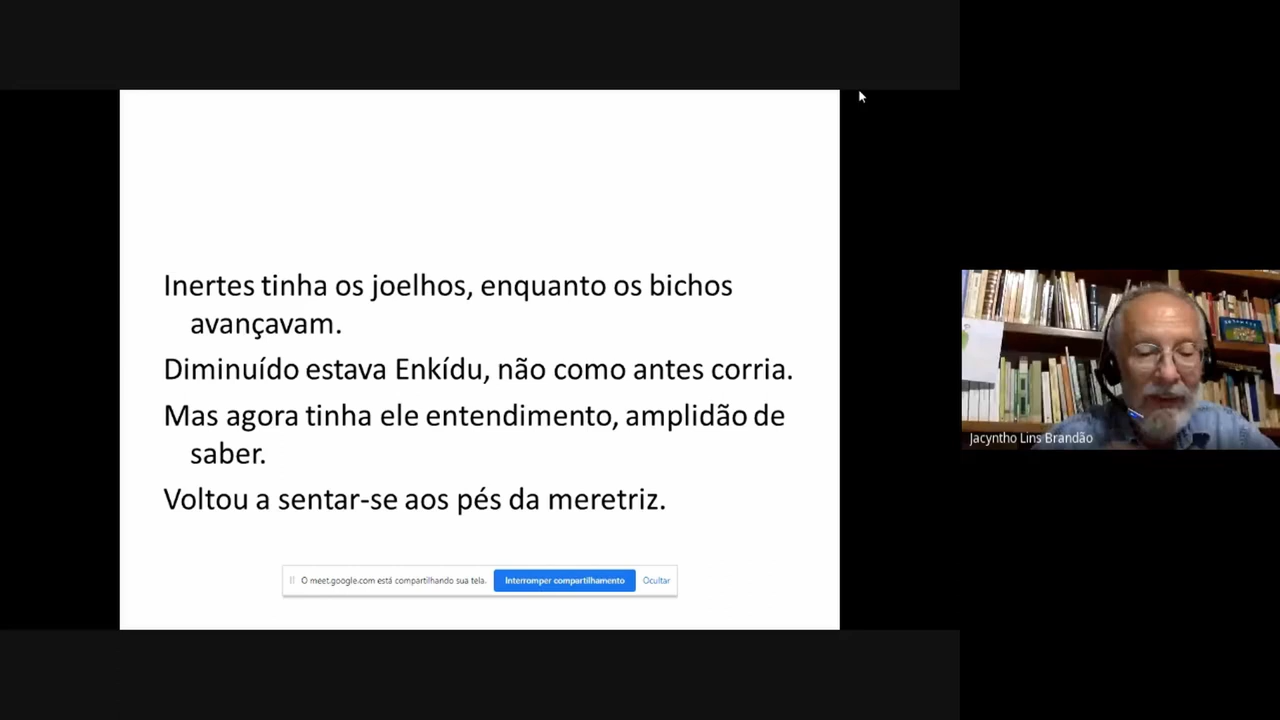 Inertes tinha os joelhos, enquanto os bichos
avançavam.
Diminuído estava Enkídu, não como antes corria.
Mas agora tinha ele entendimento, amplidão de
saber.
Voltou a sentar-se aos pés da meretriz.
O meet.google.com está compartilhando sua tela. Interromper compartilhamento Ocultar
Jacyntho Lins Brandão